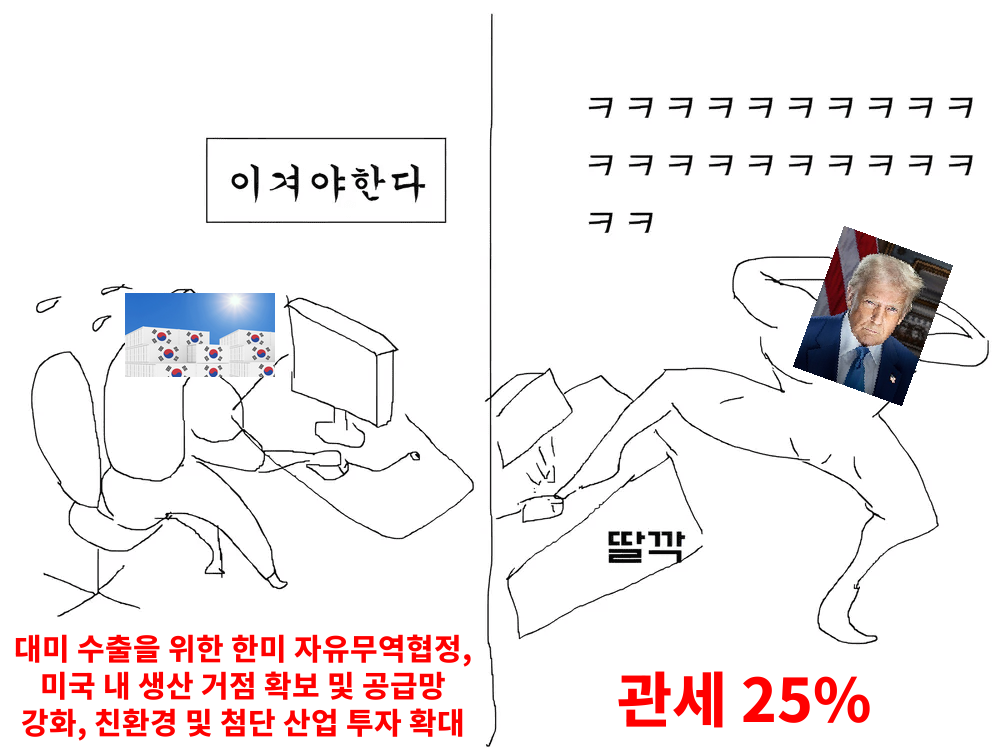 이겨야한다
대미 수출을 위한 한미 자유무역협정,
미국 내 생산 거점 확보 및 공급망
강화, 친환경 및 첨단 산업 투자 확대
ㅋㅋㅋㅋㅋㅋㅋㅋㅋㅋ
ㅋㅋㅋㅋㅋㅋㅋㅋㅋㅋ
ㅋㅋ
딸깍
관세 25%